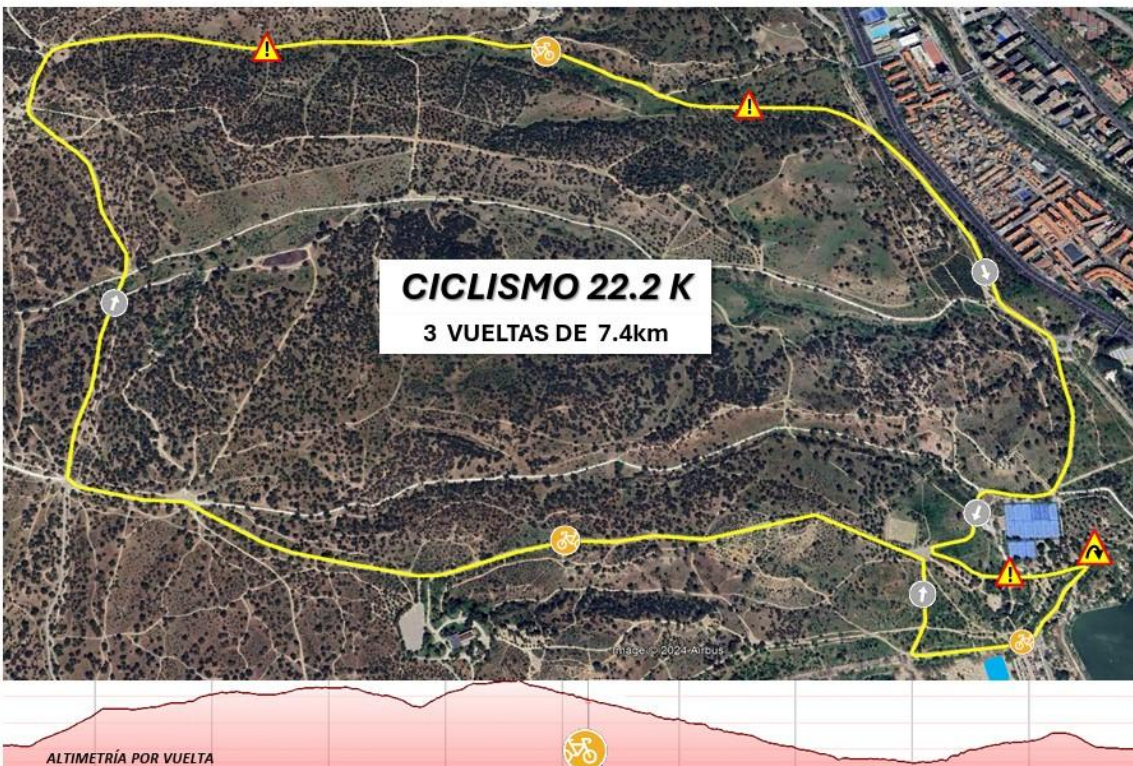 CICLISMO 22.2 K
3 VUELTAS DE 7.4km
Image © 2024 Airbus
ALTIMETRÍA POR VUELTA